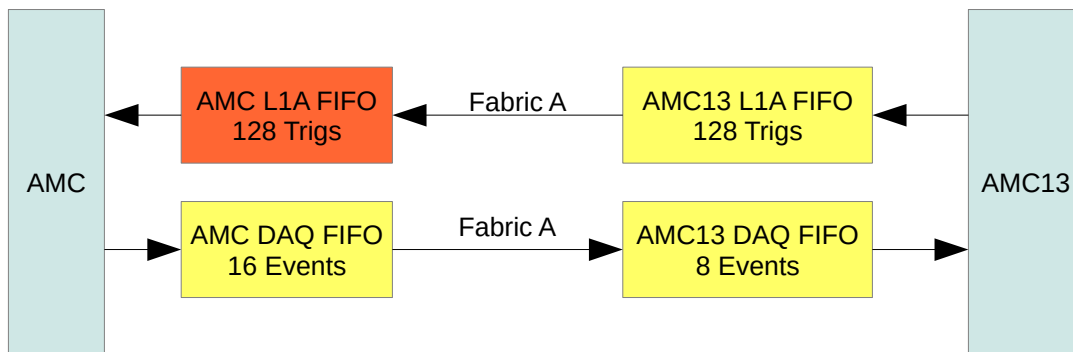 AMC
AMC L1A FIFO
128 Trigs
Fabric A
AMC13 L1A FIFO
128 Trigs
AMC13
AMC DAQ FIFO
16 Events
Fabric A
AMC13 DAQ FIFO
8 Events